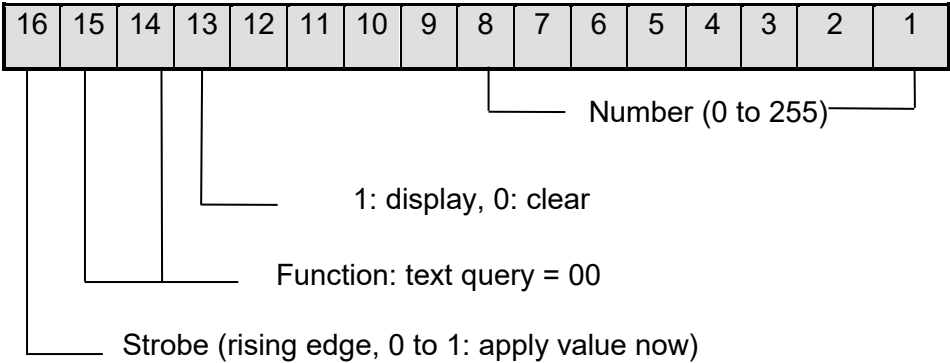 16 15 14 13 12 11 10 9 8 7 6 5 4 3 2 1
Number (0 to 255)
1: display, 0: clear
Function: text query = 00
Strobe (rising edge, 0 to 1: apply value now)